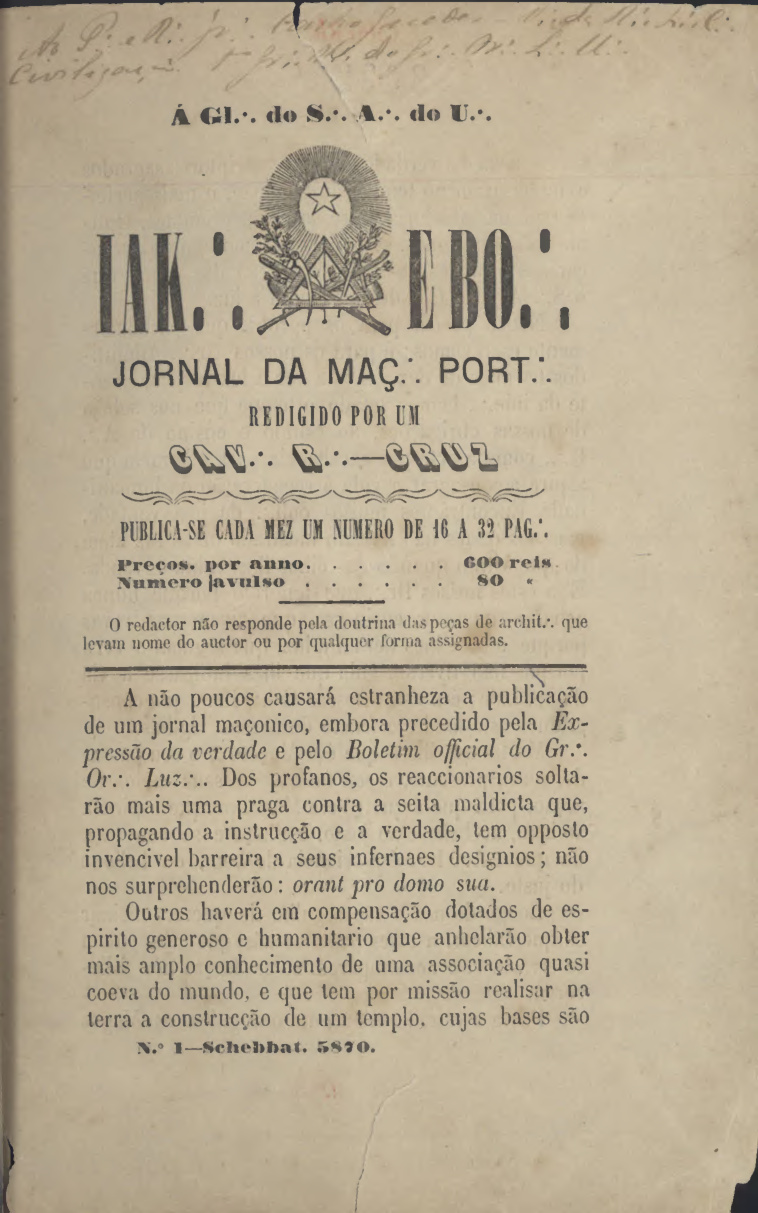 Civilização
Á Gl.·. do S.·. A.·. do U.·.
IAK.·. E BO.·.
JORNAL DA MAÇ.·. PORT.·.
REDIGIDO POR UM
CAV.·. R.·.—CRUZ
PUBLICA-SE CADA MEZ UM NUMERO DE 16 A 32 PAG.·.
Preços. por anno. . . . . . . 600 reis.
Numero avulso . . . . . . 80 «
O redactor não responde pela doutrina das peças de archit.·. que
levam nome do auctor ou por qualquer forma assignadas.
A não poucos causará estranheza a publicação
de um jornal maçonico, embora precedido pela Ex-
pressão da verdade e pelo Boletim official do Gr.·.
Or.·. Luz.·.. Dos profanos, os reaccionarios solta-
rão mais uma praga contra a seita maldicta que,
propagando a instrucção e a verdade, tem opposto
invencivel barreira a seus infernaes designios; não
nos surprehenderão: orant pro domo sua.
Outros haverá em compensação dotados de es-
pirito generoso e humanitario que anhelarão obter
mais amplo conhecimento de uma associação quasi
coeva do mundo, e que tem por missão realisar na
terra a construcção de um templo, cujas bases são
N.º 1—Schebbat. 5870.